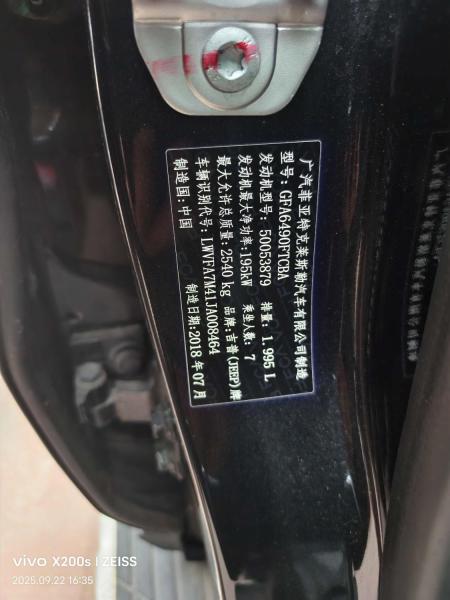 广汽菲亚特克莱斯勒汽车有限公司制造
型号: GFA6490FTCBA
发动机型号: 50053879 排量: 1.995 L
发动机最大净功率: 195kW 乘坐人数: 7
最大允许总质量: 2540 kg 品牌: 吉普(JEEP)牌
车辆识别代号: LWVFA7M41JA008464
制造国: 中国 制造日期: 2018 年 07 月
vivo X200s | ZEISS
2025.09.22 16:35